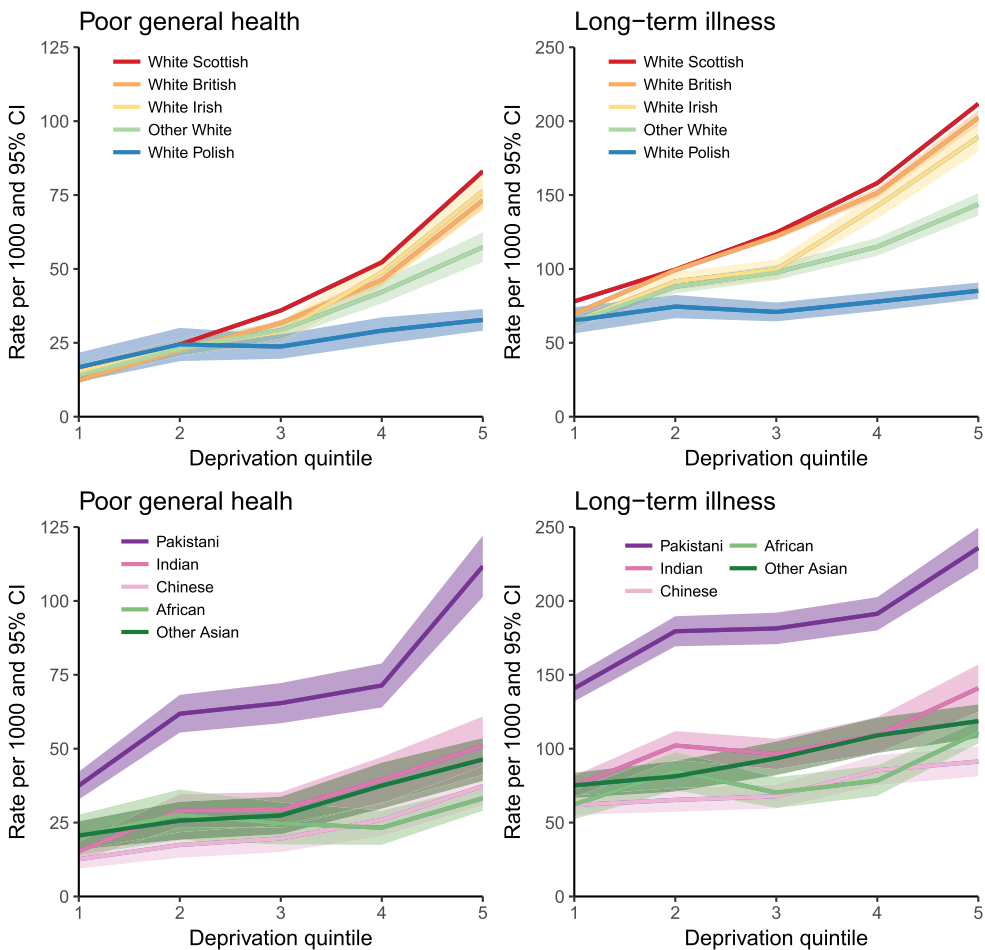 Poor general health
Rate per 1000 and 95% CI
125
100
75
50
25
0
White Scottish
White British
White Irish
Other White
White Polish
1 2 3 4 5
Deprivation quintile
Long−term illness
Rate per 1000 and 95% CI
250
200
150
100
50
0
White Scottish
White British
White Irish
Other White
White Polish
1 2 3 4 5
Deprivation quintile
Poor general healh
Rate per 1000 and 95% CI
125
100
75
50
25
0
Pakistani
Indian
Chinese
African
Other Asian
1 2 3 4 5
Deprivation quintile
Long−term illness
Rate per 1000 and 95% CI
250
200
150
100
50
0
Pakistani African
Indian Other Asian
Chinese
1 2 3 4 5
Deprivation quintile